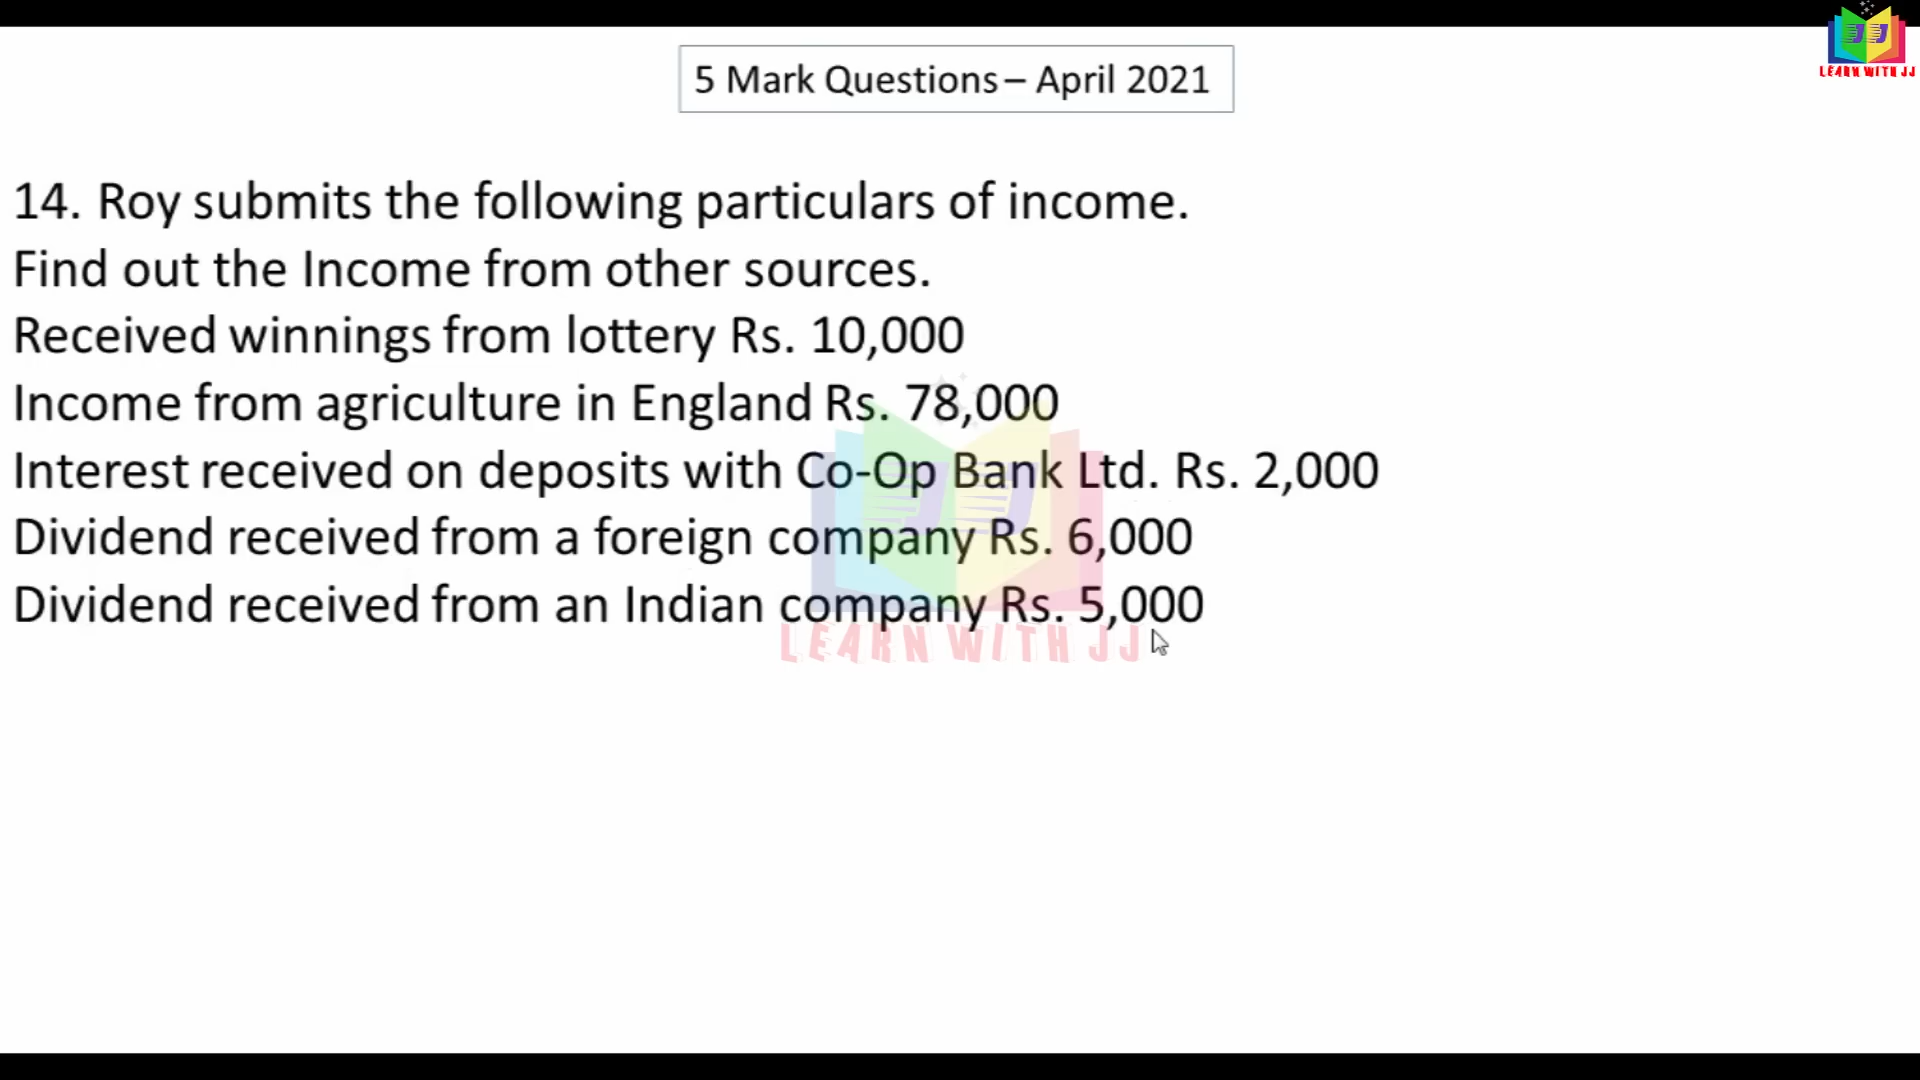 LEARN WITH JJ
5 Mark Questions – April 2021
14. Roy submits the following particulars of income.
Find out the Income from other sources.
Received winnings from lottery Rs. 10,000
Income from agriculture in England Rs. 78,000
Interest received on deposits with Co-Op Bank Ltd. Rs. 2,000
Dividend received from a foreign company Rs. 6,000
Dividend received from an Indian company Rs. 5,000
LEARN WITH JJ